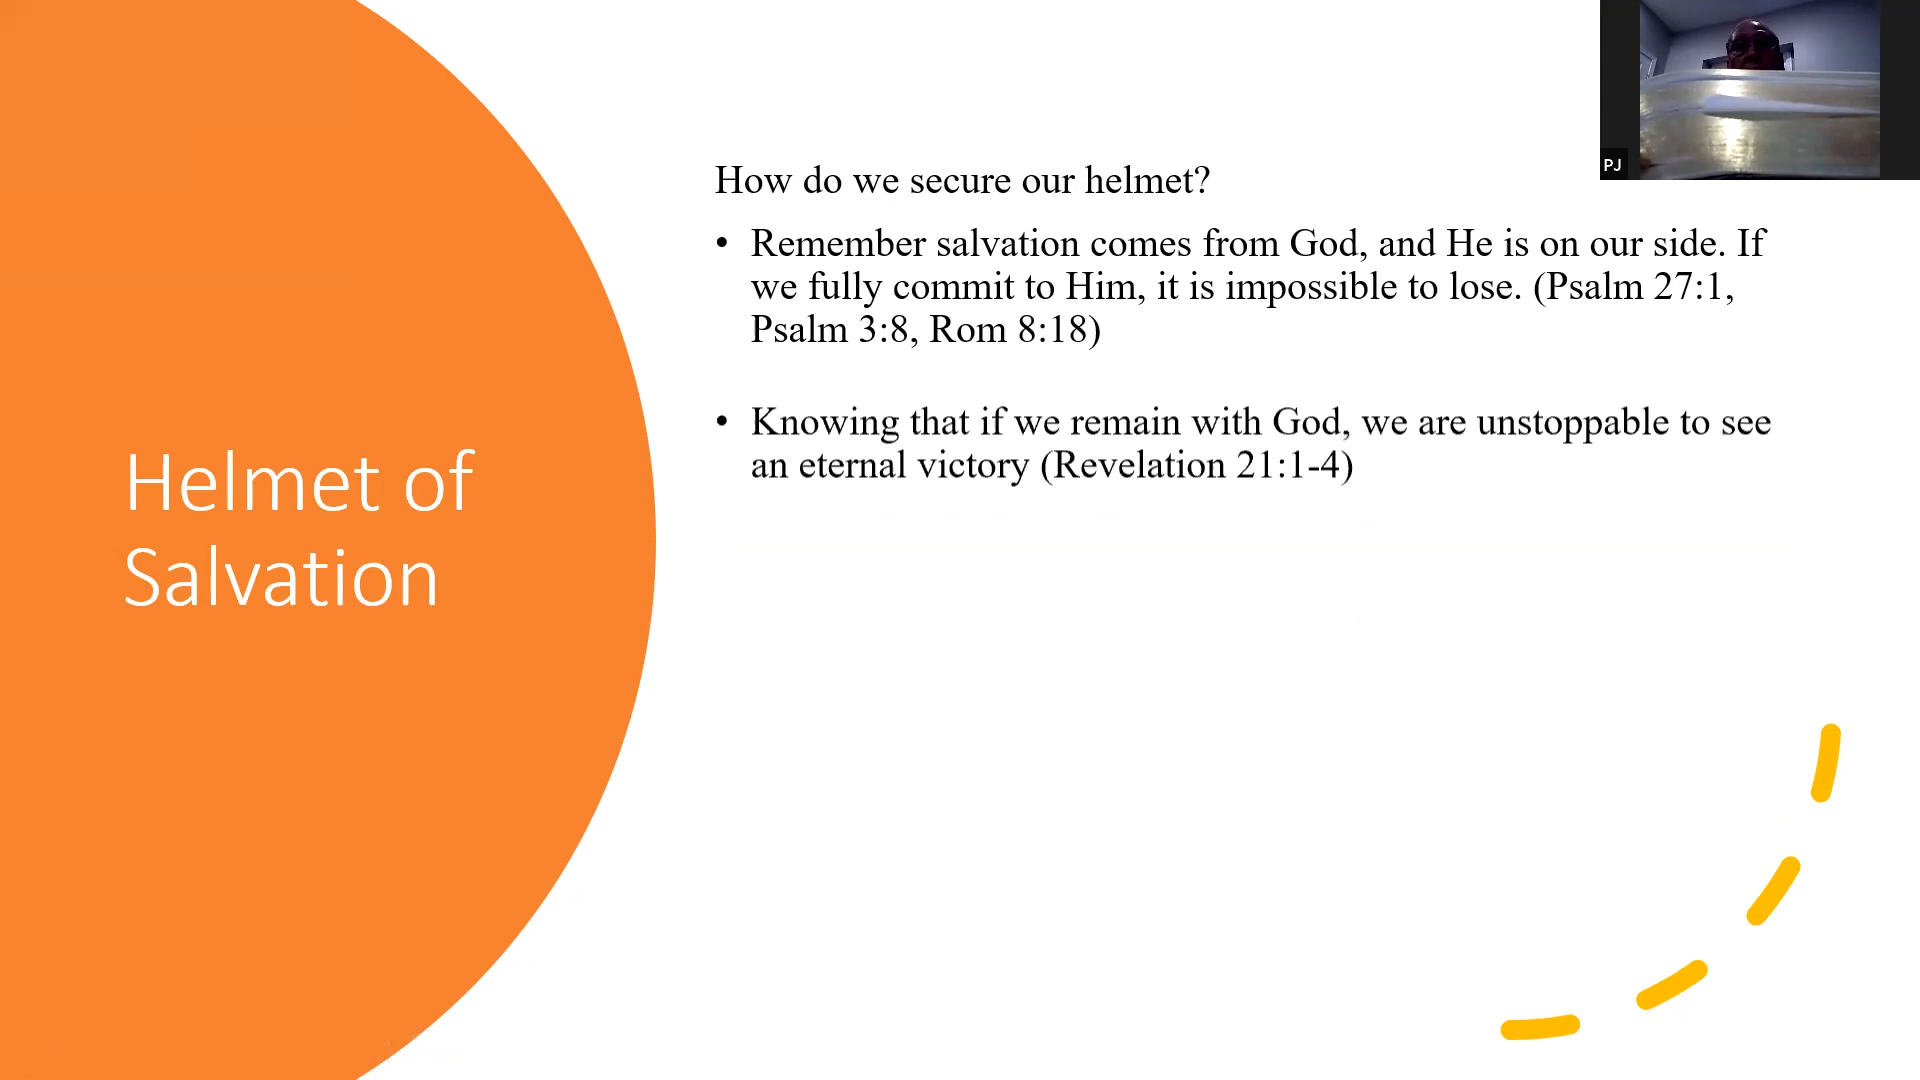 Helmet of
Salvation
How do we secure our helmet?
• Remember salvation comes from God, and He is on our side. If
we fully commit to Him, it is impossible to lose. (Psalm 27:1,
Psalm 3:8, Rom 8:18)
• Knowing that if we remain with God, we are unstoppable to see
an eternal victory (Revelation 21:1-4)
PJ